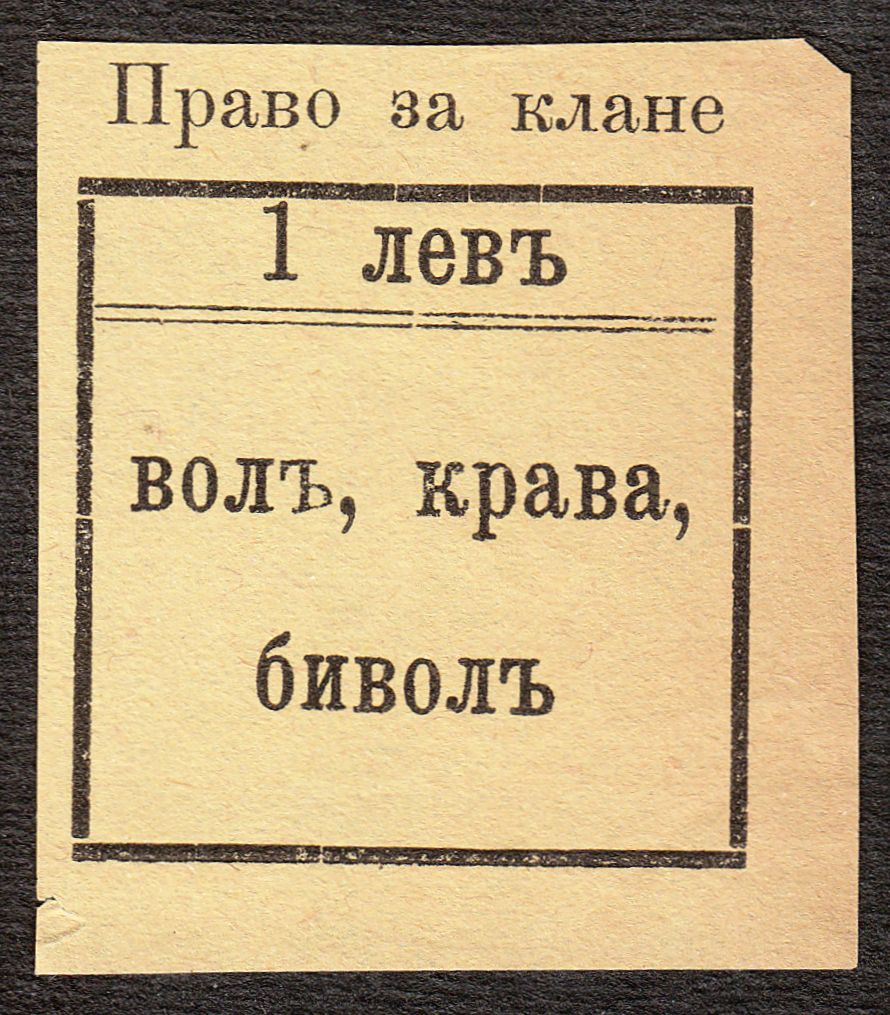 Право за клане
1 левъ
волъ, крава,
биволъ